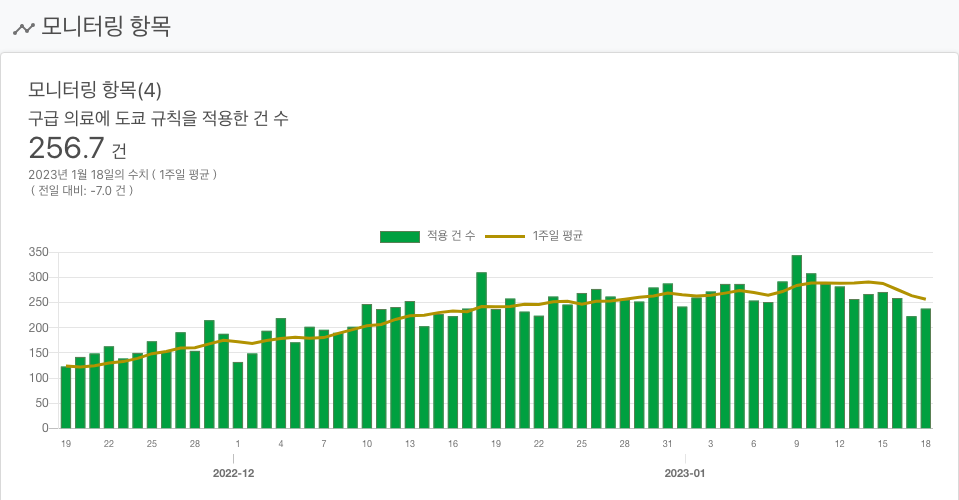 모니터링 항목
모니터링 항목(4)
구급 의료에 도쿄 규칙을 적용한 건 수
256.7 건
2023년 1월 18일의 수치 ( 1주일 평균 )
( 전일 대비: -7.0 건 )
적용 건 수 1주일 평균
350
300
250
200
150
100
50
0
19 22 25 28 1 4 7 10 13 16 19 22 25 28 31 3 6 9 12 15 18
2022-12 2023-01